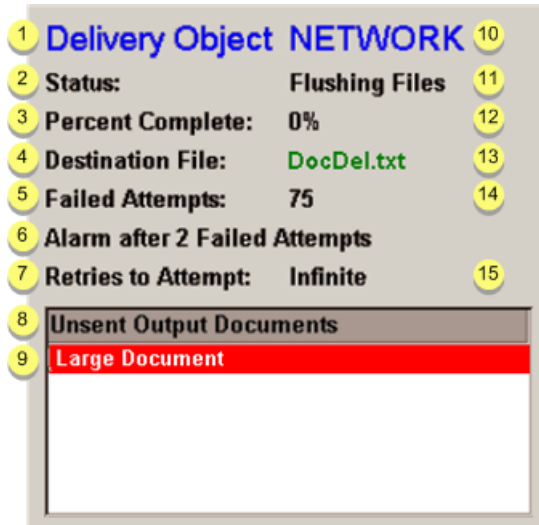 1 Delivery Object NETWORK 10
2 Status: Flushing Files 11
3 Percent Complete: 0% 12
4 Destination File: DocDel.txt 13
5 Failed Attempts: 75 14
6 Alarm after 2 Failed Attempts
7 Retries to Attempt: Infinite 15
8 Unsent Output Documents
9 Large Document